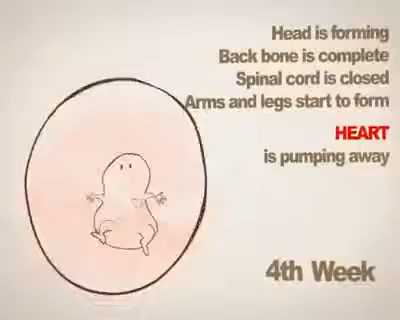 Head is forming
Back bone is complete
Spinal cord is closed
Arms and legs start to form
HEART
is pumping away
4th Week